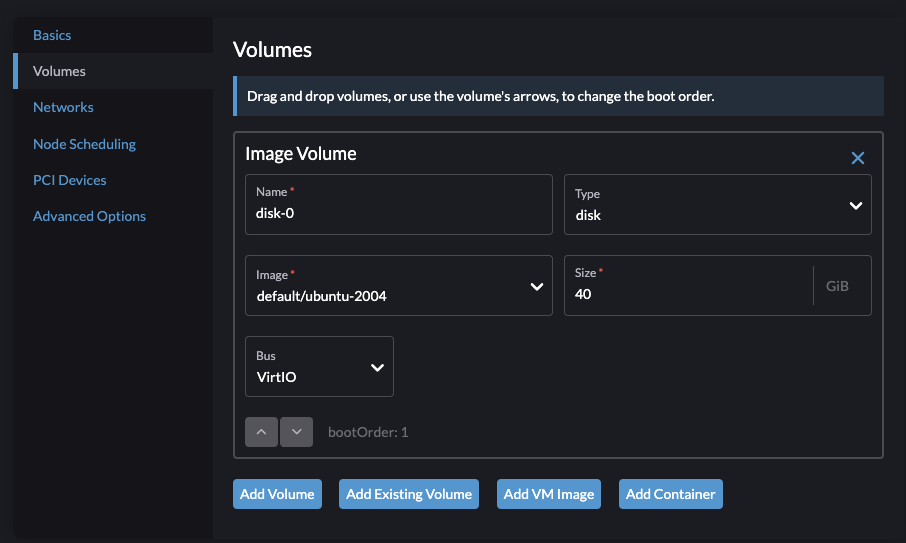 Basics
Volumes
Networks
Node Scheduling
PCI Devices
Advanced Options
Volumes
Drag and drop volumes, or use the volume's arrows, to change the boot order.
Image Volume
Name *
disk-0
Type
disk
Image *
default/ubuntu-2004
Size *
40
GiB
Bus
VirtIO
bootOrder: 1
Add Volume
Add Existing Volume
Add VM Image
Add Container